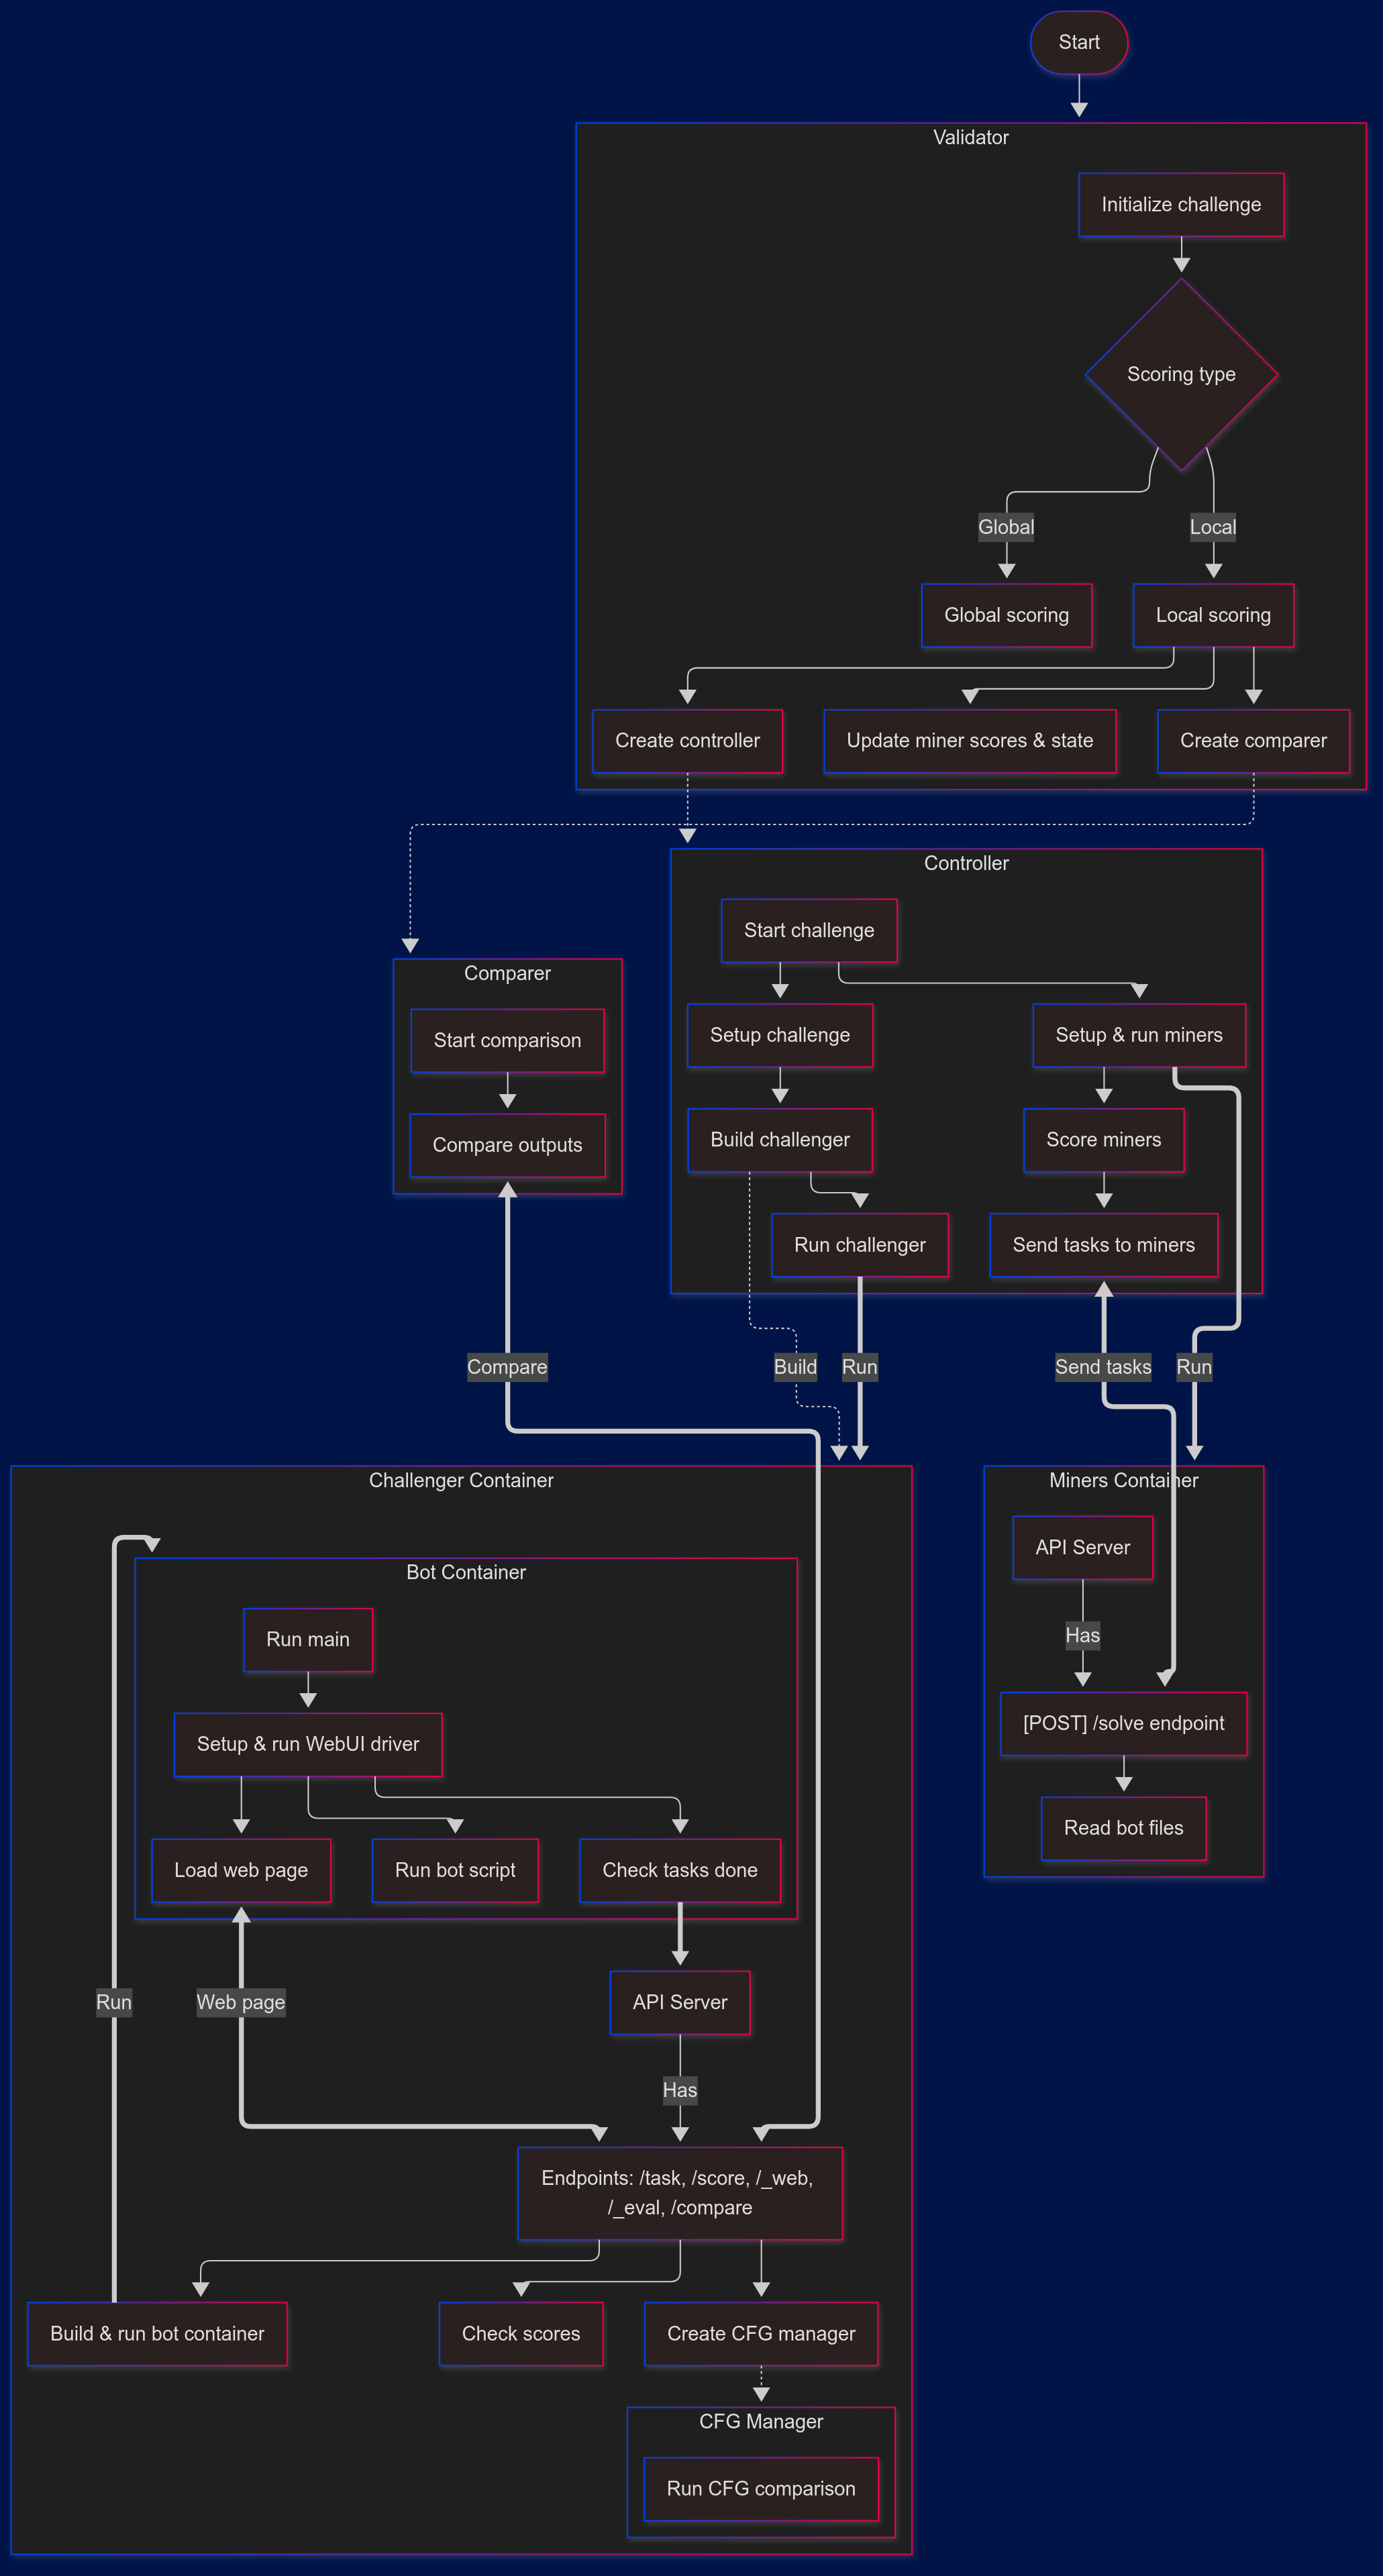 Start
Validator
Initialize challenge
Scoring type
Global
Local
Global scoring
Local scoring
Create controller
Update miner scores & state
Create comparer
Controller
Start challenge
Comparer
Start comparison
Setup challenge
Setup & run miners
Compare outputs
Build challenger
Score miners
Run challenger
Send tasks to miners
Compare
Build
Run
Send tasks
Run
Challenger Container
Miners Container
API Server
Bot Container
Run main
Has
Setup & run WebUI driver
[POST] /solve endpoint
Read bot files
Load web page
Run bot script
Check tasks done
Run
Web page
API Server
Has
Endpoints: /task, /score, /_web,
/_eval, /compare
Build & run bot container
Check scores
Create CFG manager
CFG Manager
Run CFG comparison